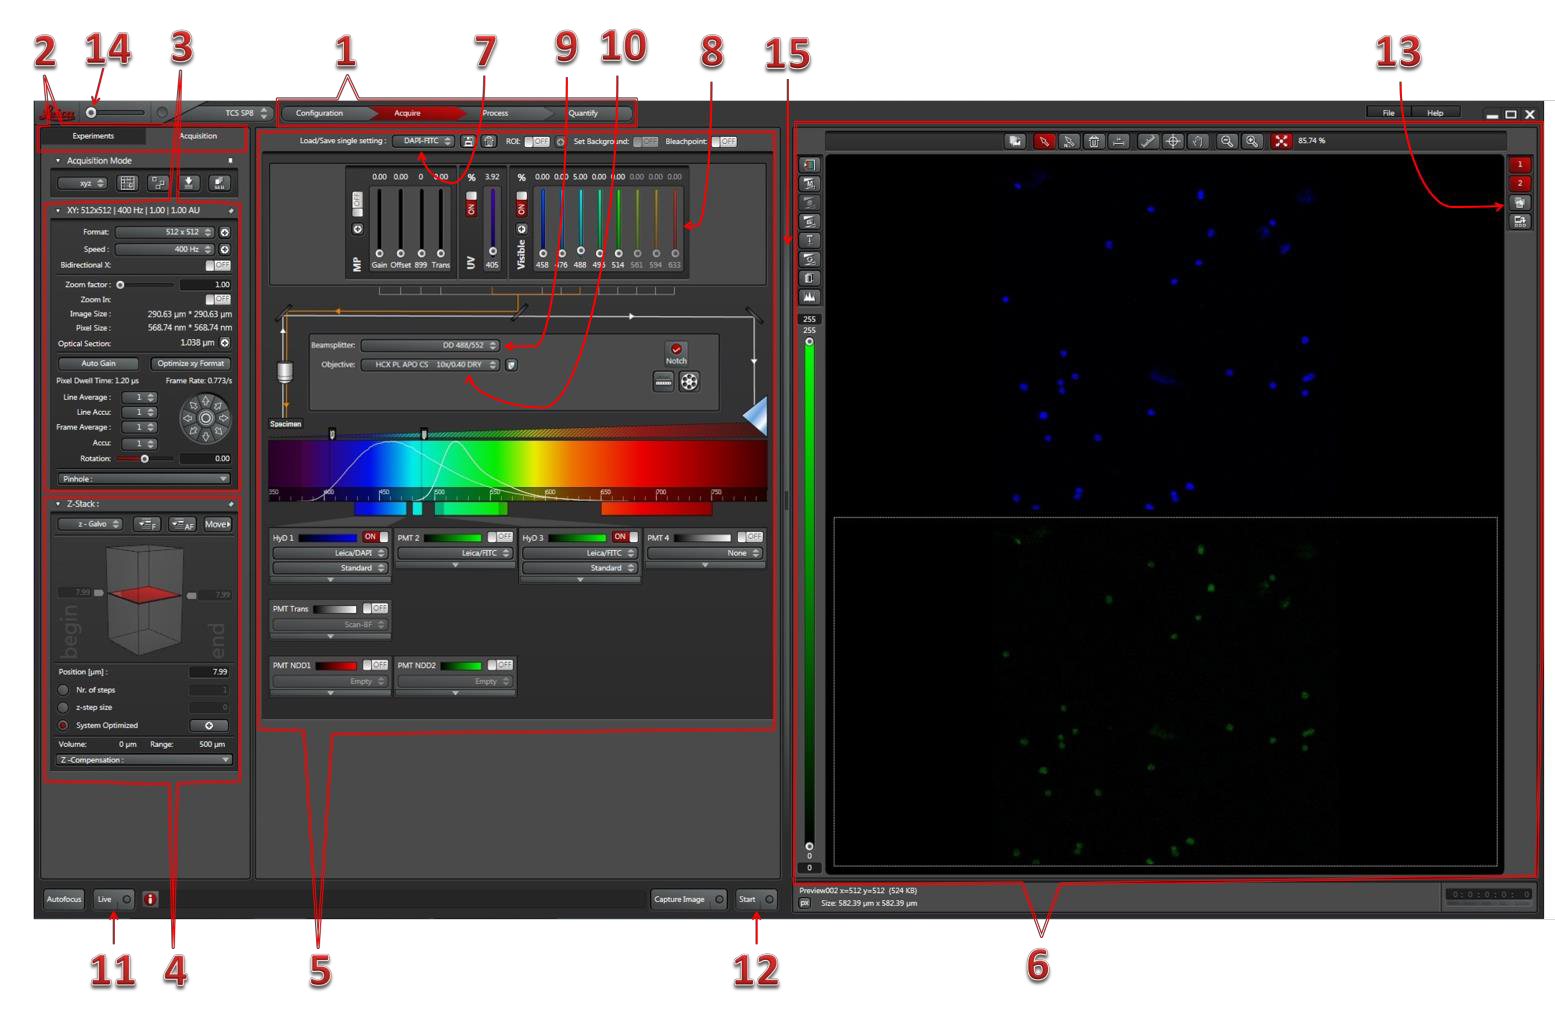 2
14
3
1
7
9
10
8
15
13
Leica
TCS SP8
Configuration
Acquire
Process
Quantify
File
Help
Experiments
Acquisition
Load/Save single setting :
DAPI-FITC
ROI:
OFF
Set Background:
OFF
Bleachpoint:
OFF
85.74 %
Acquisition Mode
xyz
XY: 512x512 | 400 Hz | 1.00 | 1.00 AU
Format:
512 x 512
Speed :
400 Hz
Bidirectional X:
OFF
Zoom factor :
1.00
Zoom In:
OFF
Image Size :
290.63 µm * 290.63 µm
Pixel Size :
568.74 nm * 568.74 nm
Optical Section:
1.038 µm
Auto Gain
Optimize xy Format
Pixel Dwell Time: 1.20 µs
Frame Rate: 0.773/s
Line Average :
1
Line Accu:
1
Frame Average :
1
Accu:
1
Rotation:
0.00
Pinhole :
Z-Stack :
z - Galvo
F
AF
Move
7.99
7.99
begin
end
Position [µm] :
7.99
Nr. of steps
1
z-step size
0
System Optimized
Volume:
0 µm
Range:
500 µm
Z -Compensation :
0.00 0.00 0
OFF
MP
Gain Offset 899 Trans
% 3.92
ON
UV
405
% 0.00 0.00 5.00 0.00 0.00 0.00 0.00 0.00
ON
Visible
458 476 488 496 514 561 594 633
Beamsplitter:
DD 488/552
Objective:
HCX PL APO CS 10x/0.40 DRY
Notch
Specimen
350 400 450 500 550 600 650 700 750
HyD 1
ON
Leica/DAPI
Standard
PMT 2
OFF
Leica/FITC
HyD 3
ON
Leica/FITC
Standard
PMT 4
OFF
None
PMT Trans
OFF
Scan-BF
PMT NDD1
OFF
Empty
PMT NDD2
OFF
Empty
255
255
0
0
1
2
Autofocus
Live
Capture Image
Start
Preview002 x=512 y=512 (524 KB)
px
Size: 582.39 µm x 582.39 µm
0:0:0:0:0
11
4
5
12
6